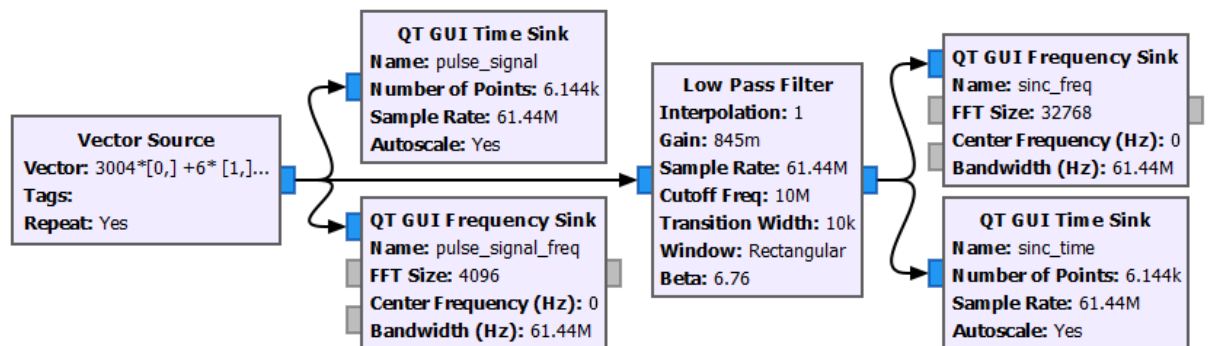 QT GUI Time Sink
Name: pulse_signal
Number of Points: 6.144k
Sample Rate: 61.44M
Autoscale: Yes
Vector Source
Vector: 3004*[0,] +6* [1,]...
Tags:
Repeat: Yes
QT GUI Frequency Sink
Name: pulse_signal_freq
FFT Size: 4096
Center Frequency (Hz): 0
Bandwidth (Hz): 61.44M
Low Pass Filter
Interpolation: 1
Gain: 845m
Sample Rate: 61.44M
Cutoff Freq: 10M
Transition Width: 10k
Window: Rectangular
Beta: 6.76
QT GUI Frequency Sink
Name: sinc_freq
FFT Size: 32768
Center Frequency (Hz): 0
Bandwidth (Hz): 61.44M
QT GUI Time Sink
Name: sinc_time
Number of Points: 6.144k
Sample Rate: 61.44M
Autoscale: Yes